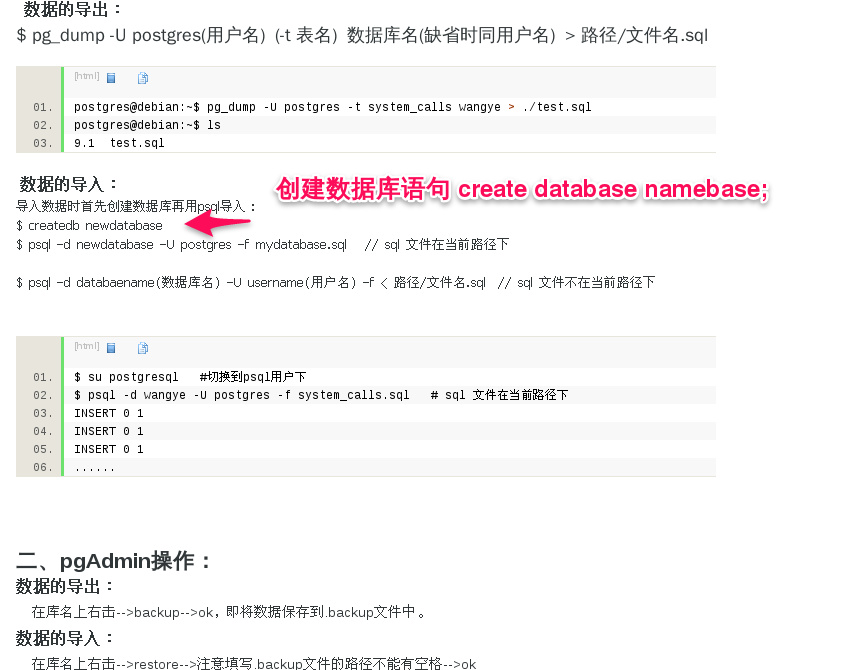 数据的导出：
$ pg_dump -U postgres(用户名)  (-t 表名)  数据库名(缺省时同用户名)  > 路径/文件名.sql
[html]
01. postgres@debian:~$ pg_dump -U postgres -t system_calls wangye > ./test.sql
02. postgres@debian:~$ ls
03. 9.1  test.sql
数据的导入：
创建数据库语句 create database namebase;
导入数据时首先创建数据库再用psql导入：
$ createdb newdatabase
$ psql -d newdatabase -U postgres -f mydatabase.sql   // sql 文件在当前路径下
$ psql -d databaename(数据库名) -U username(用户名) -f < 路径/文件名.sql  // sql 文件不在当前路径下
[html]
01. $ su postgresql   #切换到psql用户下
02. $ psql -d wangye -U postgres -f system_calls.sql   # sql 文件在当前路径下
03. INSERT 0 1
04. INSERT 0 1
05. INSERT 0 1
06. ......
二、pgAdmin操作：
数据的导出：
在库名上右击-->backup-->ok，即将数据保存到.backup文件中。
数据的导入：
在库名上右击-->restore-->注意填写.backup文件的路径不能有空格-->ok